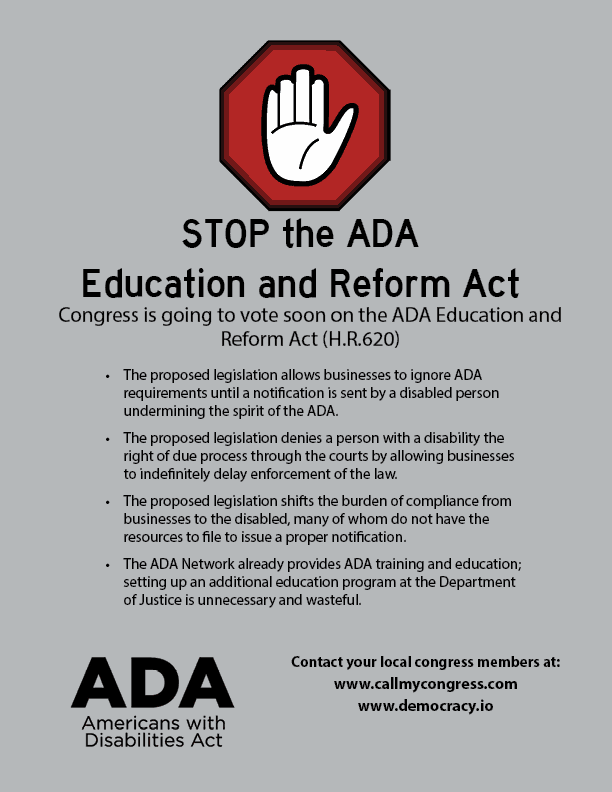 STOP the ADA
Education and Reform Act
Congress is going to vote soon on the ADA Education and
Reform Act (H.R.620)
• The proposed legislation allows businesses to ignore ADA
requirements until a notification is sent by a disabled person
undermining the spirit of the ADA.
• The proposed legislation denies a person with a disability the
right of due process through the courts by allowing businesses
to indefinitely delay enforcement of the law.
• The proposed legislation shifts the burden of compliance from
businesses to the disabled, many of whom do not have the
resources to file to issue a proper notification.
• The ADA Network already provides ADA training and education;
setting up an additional education program at the Department
of Justice is unnecessary and wasteful.
ADA
Americans with
Disabilities Act
Contact your local congress members at:
www.callmycongress.com
www.democracy.io